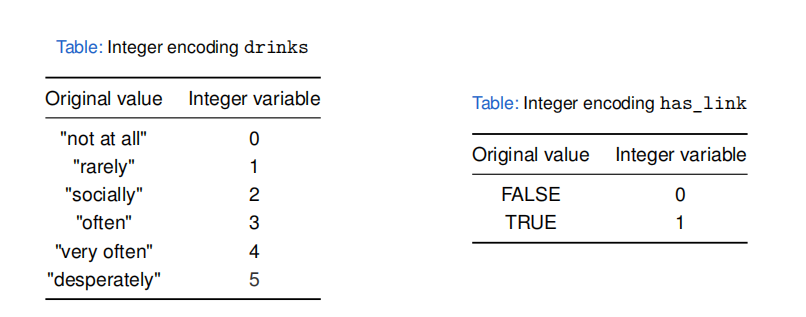 Table: Integer encoding drinks
Original value Integer variable
"not at all" 0
"rarely" 1
"socially" 2
"often" 3
"very often" 4
"desperately" 5
Table: Integer encoding has_link
Original value Integer variable
FALSE 0
TRUE 1